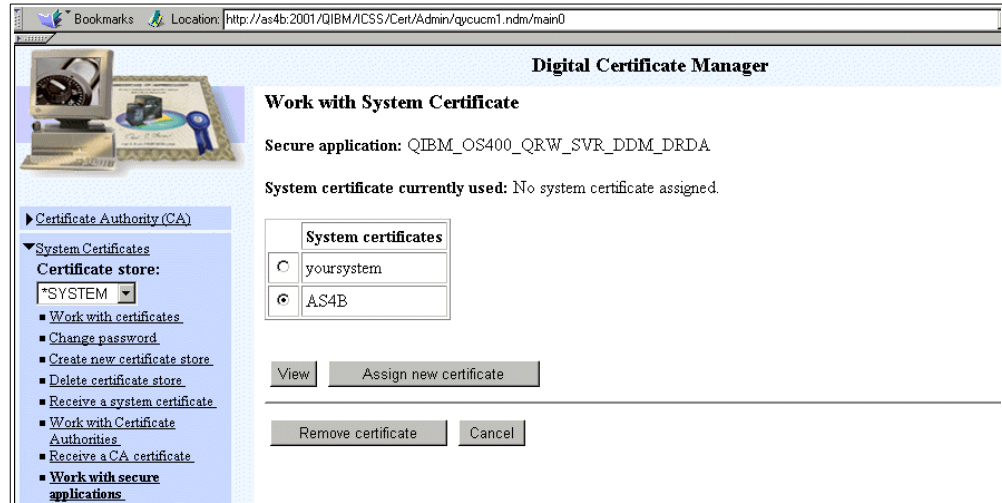 Bookmarks Location: http://as4b:2001/QIBM/ICSS/Cert/Admin/qycucm1.ndm/main0
Digital Certificate Manager
Work with System Certificate
Secure application: QIBM_OS400_QRW_SVR_DDM_DRDA
System certificate currently used: No system certificate assigned.
System certificates
yoursystem
AS4B
View Assign new certificate
Remove certificate Cancel
Certificate Authority (CA)
System Certificates
Certificate store:
*SYSTEM
Work with certificates
Change password
Create new certificate store
Delete certificate store
Receive a system certificate
Work with Certificate
Authorities
Receive a CA certificate
Work with secure
applications